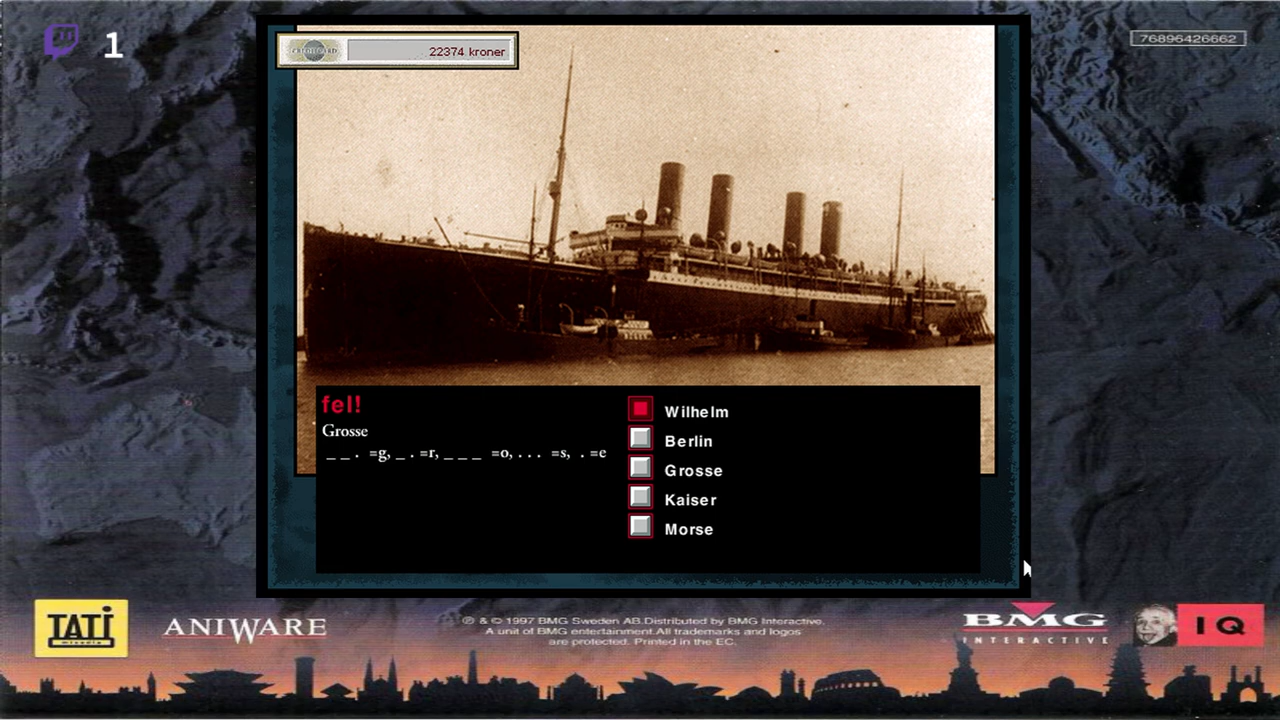 1
76896426662
22374 kroner
fel!
Grosse
_ _ . =g, _ . =r, _ _ _ =o, . . . =s, . =e
Wilhelm
Berlin
Grosse
Kaiser
Morse
TATI
ANIWARE
℗ & © 1997 BMG Sweden AB.Distributed by BMG Interactive.
A unit of BMG entertainment.All trademarks and logos
are protected. Printed in the EC.
BMG
INTERACTIVE
IQ